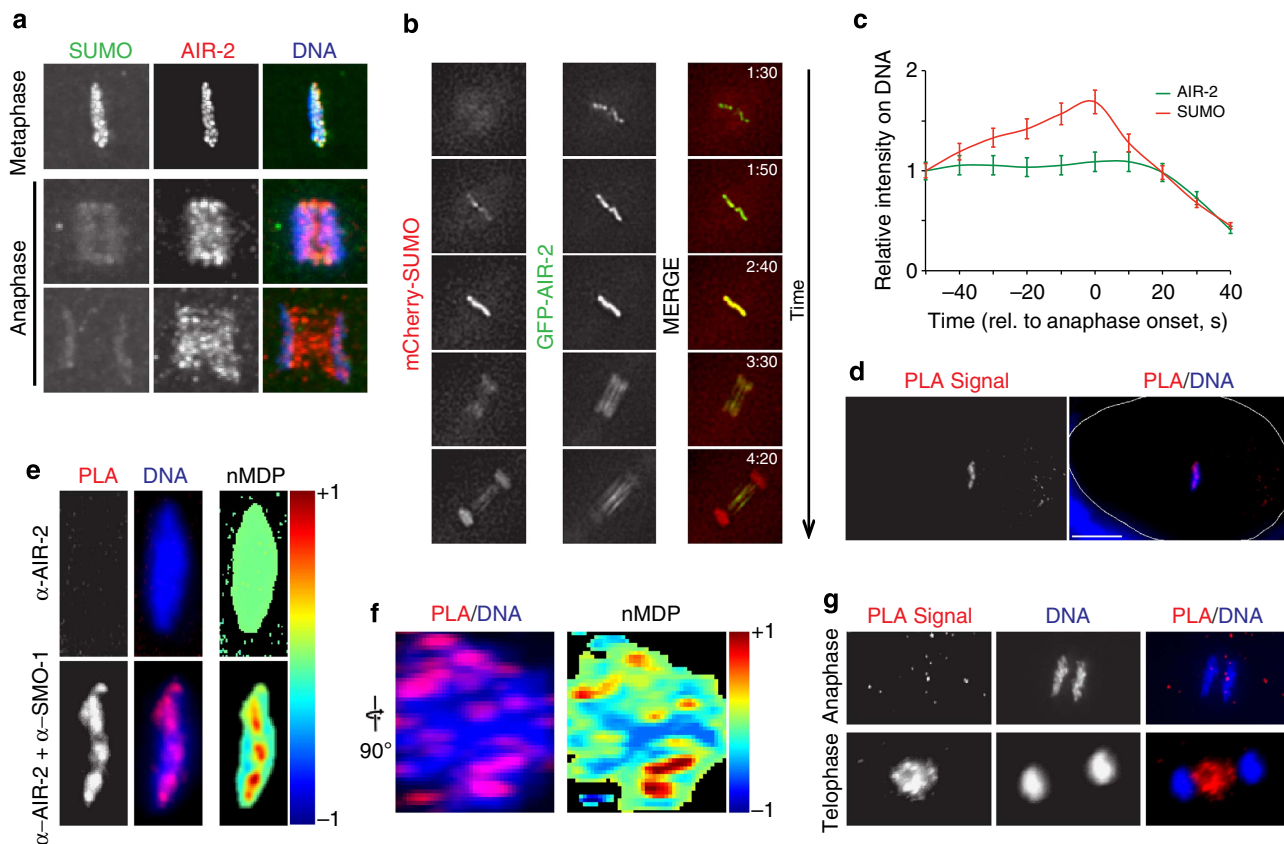 a
SUMO AIR-2 DNA
Metaphase
Anaphase
b
mCherry-SUMO
GFP-AIR-2
MERGE
1:30
1:50
2:40
3:30
4:20
Time
c
Relative intensity on DNA
2
1
0
AIR-2
SUMO
−40 −20 0 20 40
Time (rel. to anaphase onset, s)
d
PLA Signal PLA/DNA
e
PLA DNA nMDP
α-AIR-2
α–AIR-2 + α–SMO-1
+1
−1
f
PLA/DNA nMDP
90°
+1
−1
g
PLA Signal DNA PLA/DNA
Anaphase
Telophase